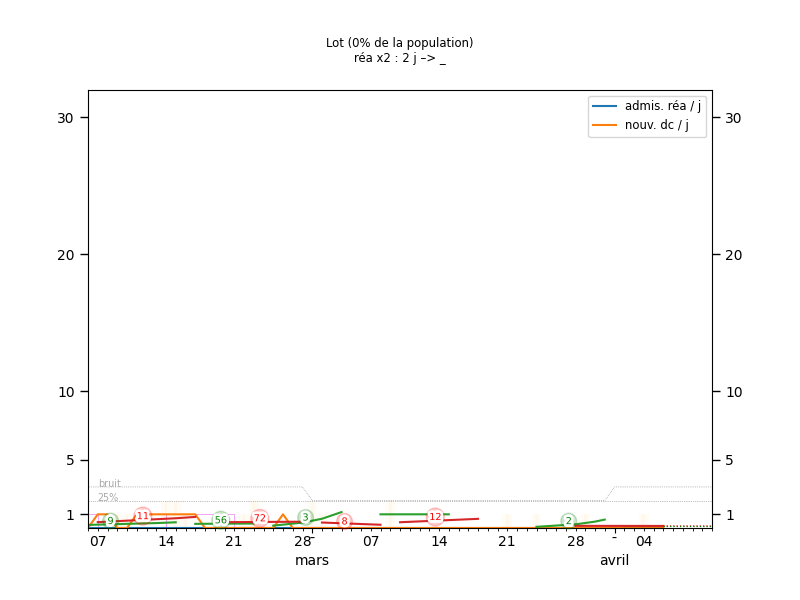 Lot (0% de la population)
réa x2 : 2 j –> _
admis. réa / j
nouv. dc / j
30 30
20 20
10 10
5 5
bruit
25%
1 1
9 11 56 72 3 8 12 2
07 14 21 28 - 07 14 21 28 - 04
mars avril